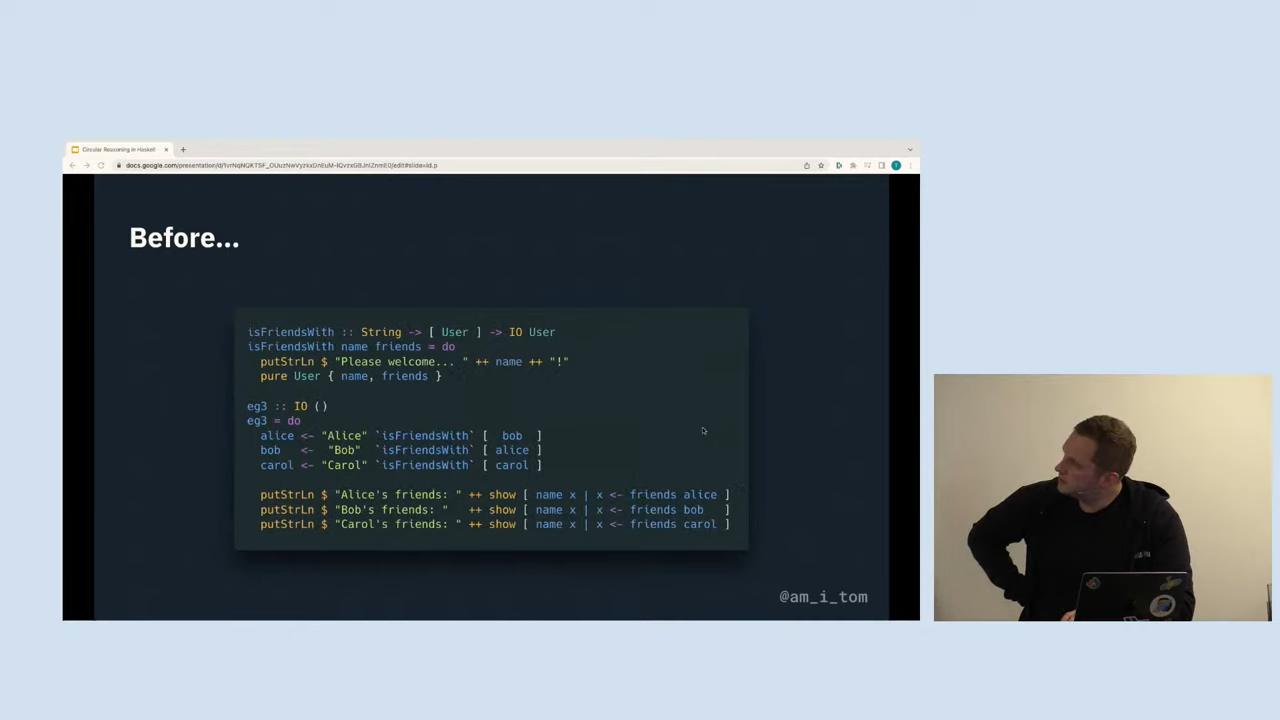 Circular Reasoning in Haskell
Before...
isFriendsWith :: String -> [ User ] -> IO User
isFriendsWith name friends = do
  putStrLn $ "Please welcome... " ++ name ++ "!"
  pure User { name, friends }
eg3 :: IO ()
eg3 = do
  alice <- "Alice" `isFriendsWith` [  bob  ]
  bob   <-  "Bob"  `isFriendsWith` [ alice ]
  carol <- "Carol" `isFriendsWith` [ carol ]
  putStrLn $ "Alice's friends: " ++ show [ name x | x <- friends alice ]
  putStrLn $ "Bob's friends: "   ++ show [ name x | x <- friends bob   ]
  putStrLn $ "Carol's friends: " ++ show [ name x | x <- friends carol ]
@am_i_tom